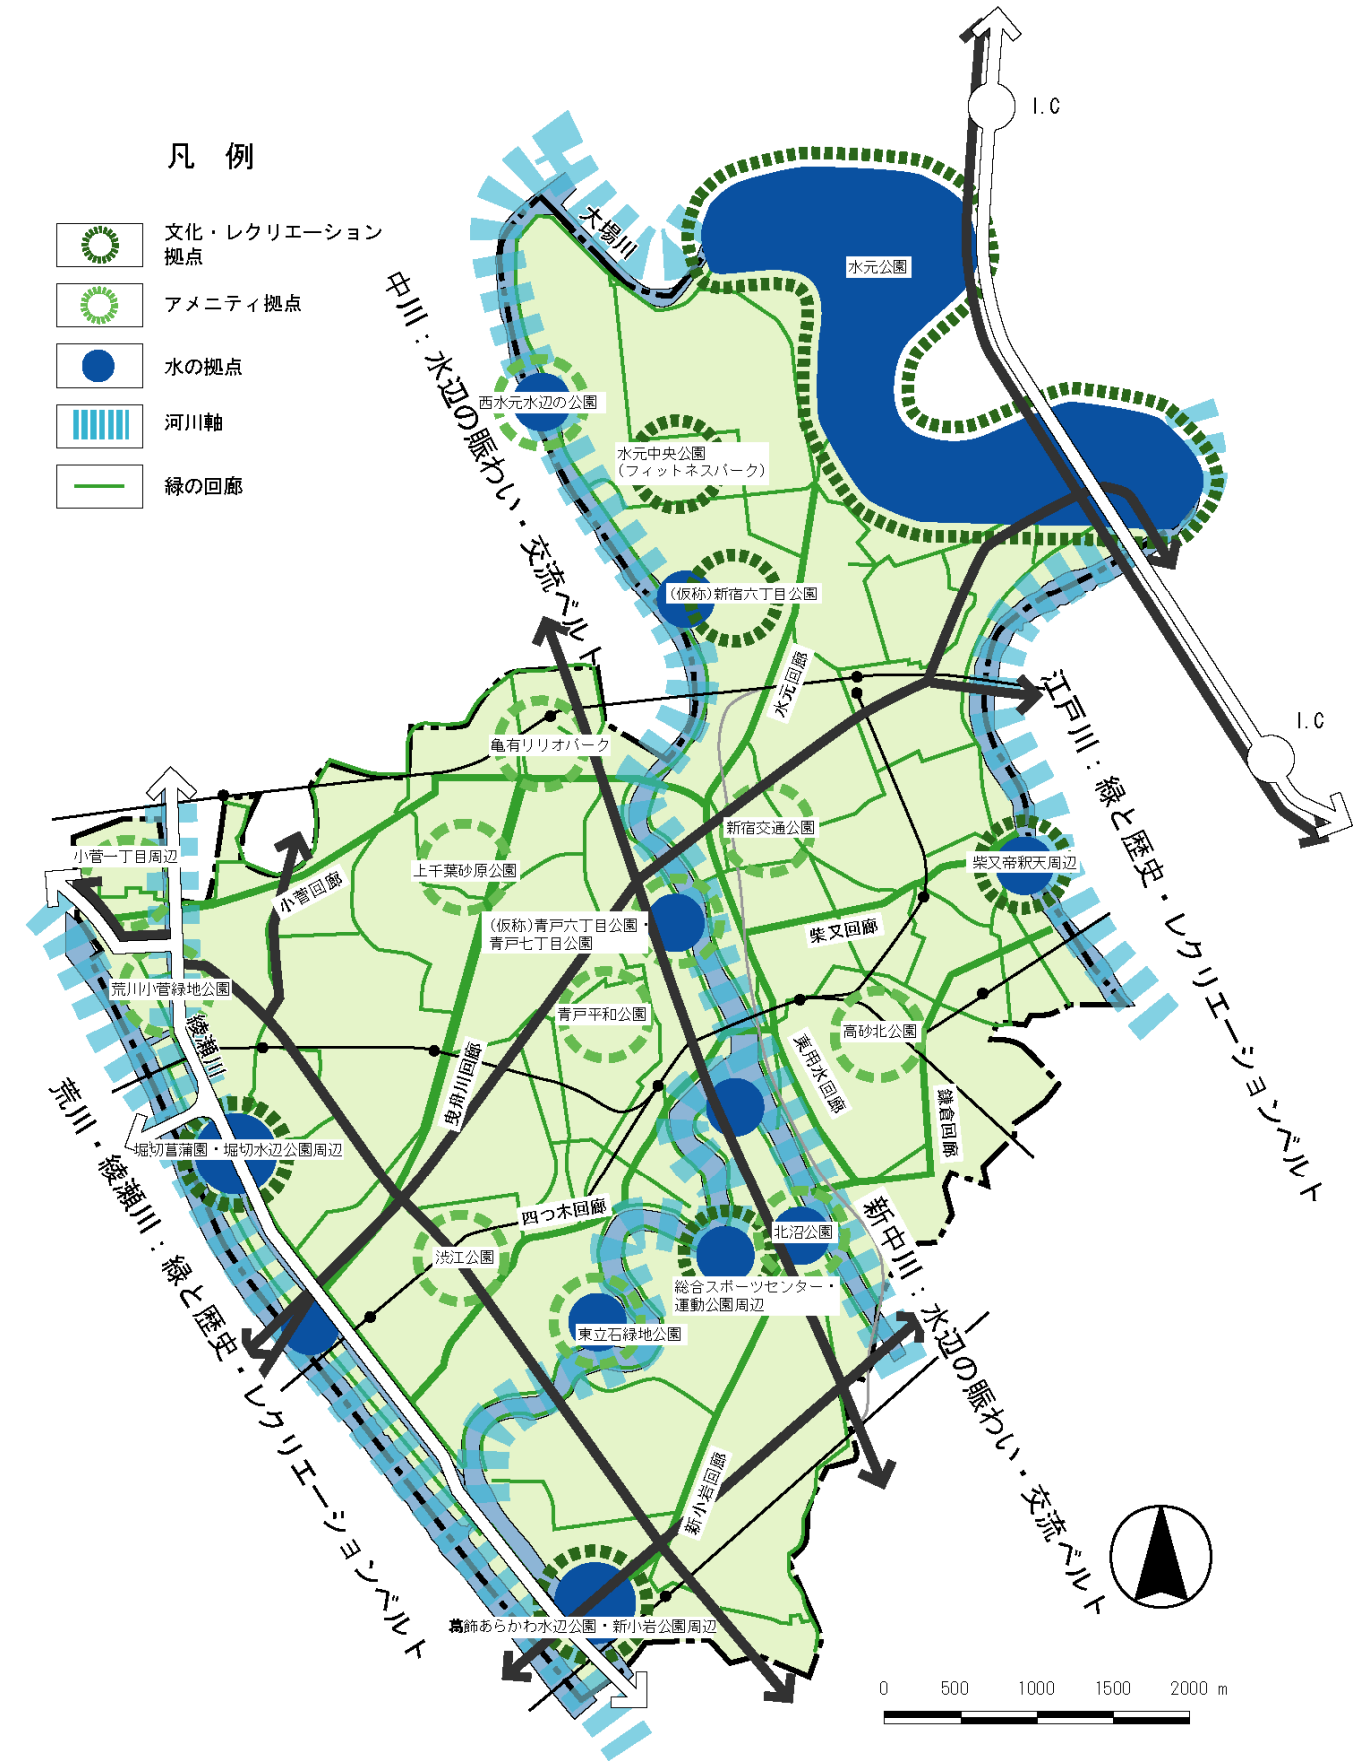 凡 例
文化・レクリエーション
拠点
アメニティ拠点
水の拠点
河川軸
緑の回廊
I.C
大場川
水元公園
中川：水辺の賑わい・交流ベルト
西水元水辺の公園
水元中央公園
(フィットネスパーク)
(仮称)新宿六丁目公園
水元回廊
江戸川：緑と歴史・レクリエーションベルト
I.C
亀有リリオパーク
新宿交通公園
小菅一丁目周辺
上千葉砂原公園
柴又帝釈天周辺
小菅回廊
(仮称)青戸六丁目公園・
青戸七丁目公園
柴又回廊
荒川小菅緑地公園
青戸平和公園
高砂北公園
綾瀬川
曳舟川回廊
東用水回廊
鎌倉回廊
荒川・綾瀬川：緑と歴史・レクリエーションベルト
堀切菖蒲園・堀切水辺公園周辺
四つ木回廊
渋江公園
北沼公園
新中川：水辺の賑わい・交流ベルト
総合スポーツセンター・
運動公園周辺
東立石緑地公園
新小岩回廊
葛飾あらかわ水辺公園・新小岩公園周辺
0 500 1000 1500 2000 m